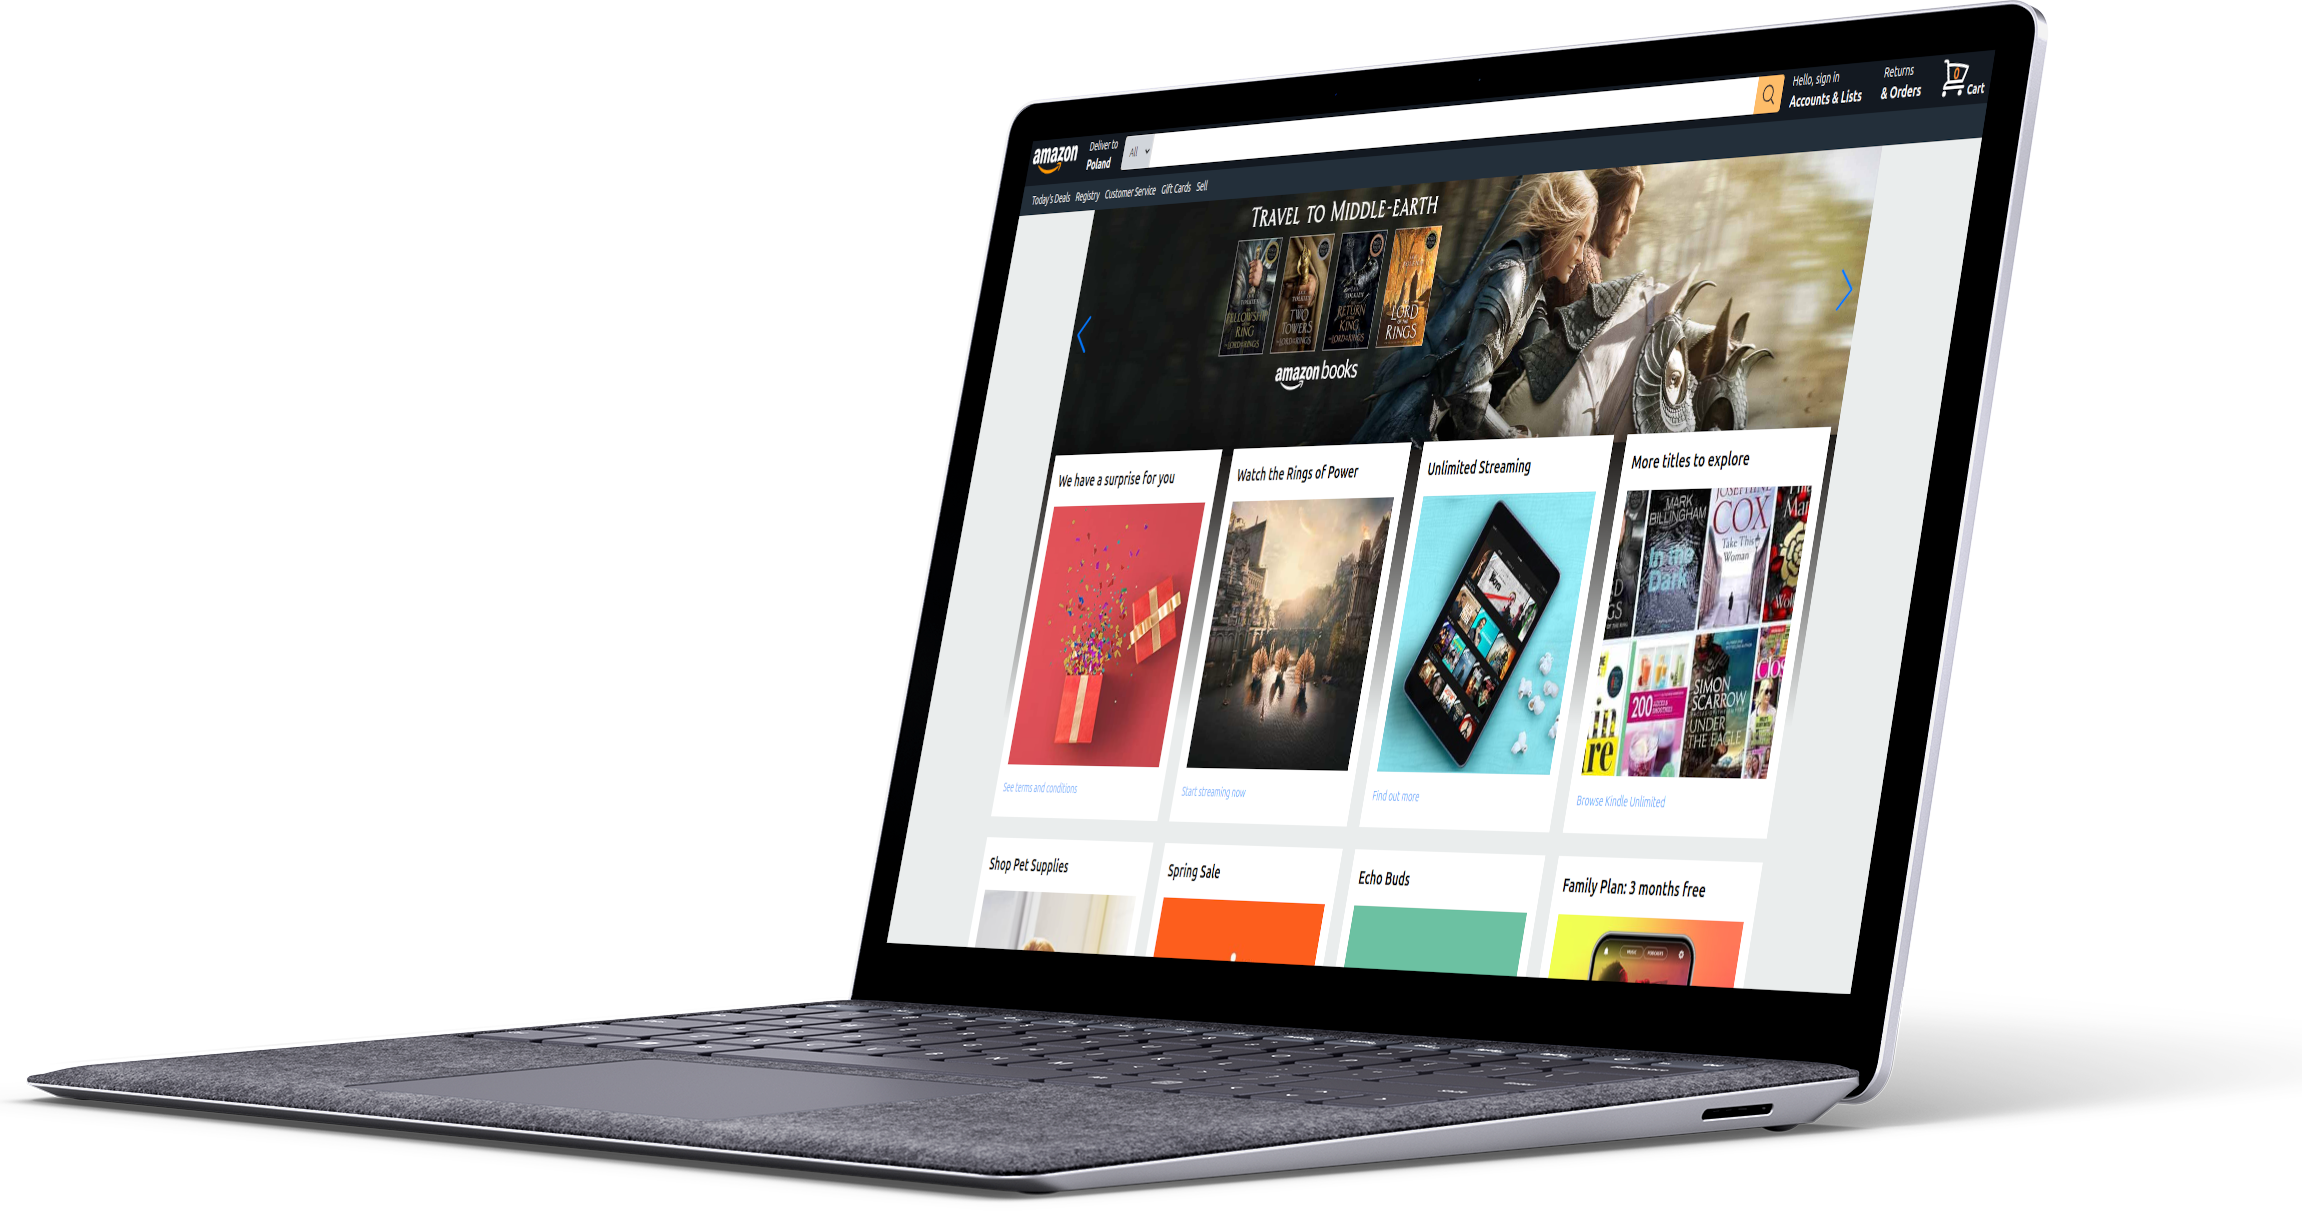 amazon
Deliver to
Poland
All
Hello, sign in
Accounts & Lists
Returns
& Orders
0
Cart
Today's Deals Registry Customer Service Gift Cards Sell
TRAVEL TO MIDDLE-EARTH
TOLKIEN
FELLOWSHIP
RING
TOLKIEN
TWO
TOWERS
TOLKIEN
RETURN
KING
LORD
RINGS
amazon books
We have a surprise for you
Watch the Rings of Power
Unlimited Streaming
More titles to explore
MARK
BILLINGHAM
In the
Dark
JOSEPHINE
COX
Take This
Woman
200
SIMON
SCARROW
UNDER
THE EAGLE
See terms and conditions
Start streaming now
Find out more
Browse Kindle Unlimited
Shop Pet Supplies
Spring Sale
Echo Buds
Family Plan: 3 months free